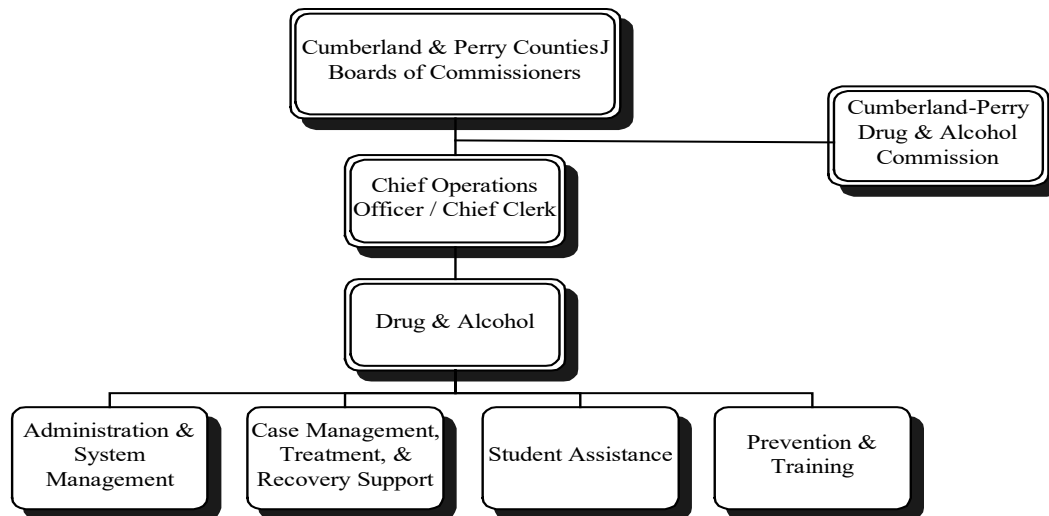 Cumberland & Perry CountiesJ
Boards of Commissioners
Cumberland-Perry
Drug & Alcohol
Commission
Chief Operations
Officer / Chief Clerk
Drug & Alcohol
Administration &
System
Management
Case Management,
Treatment, &
Recovery Support
Student Assistance
Prevention &
Training